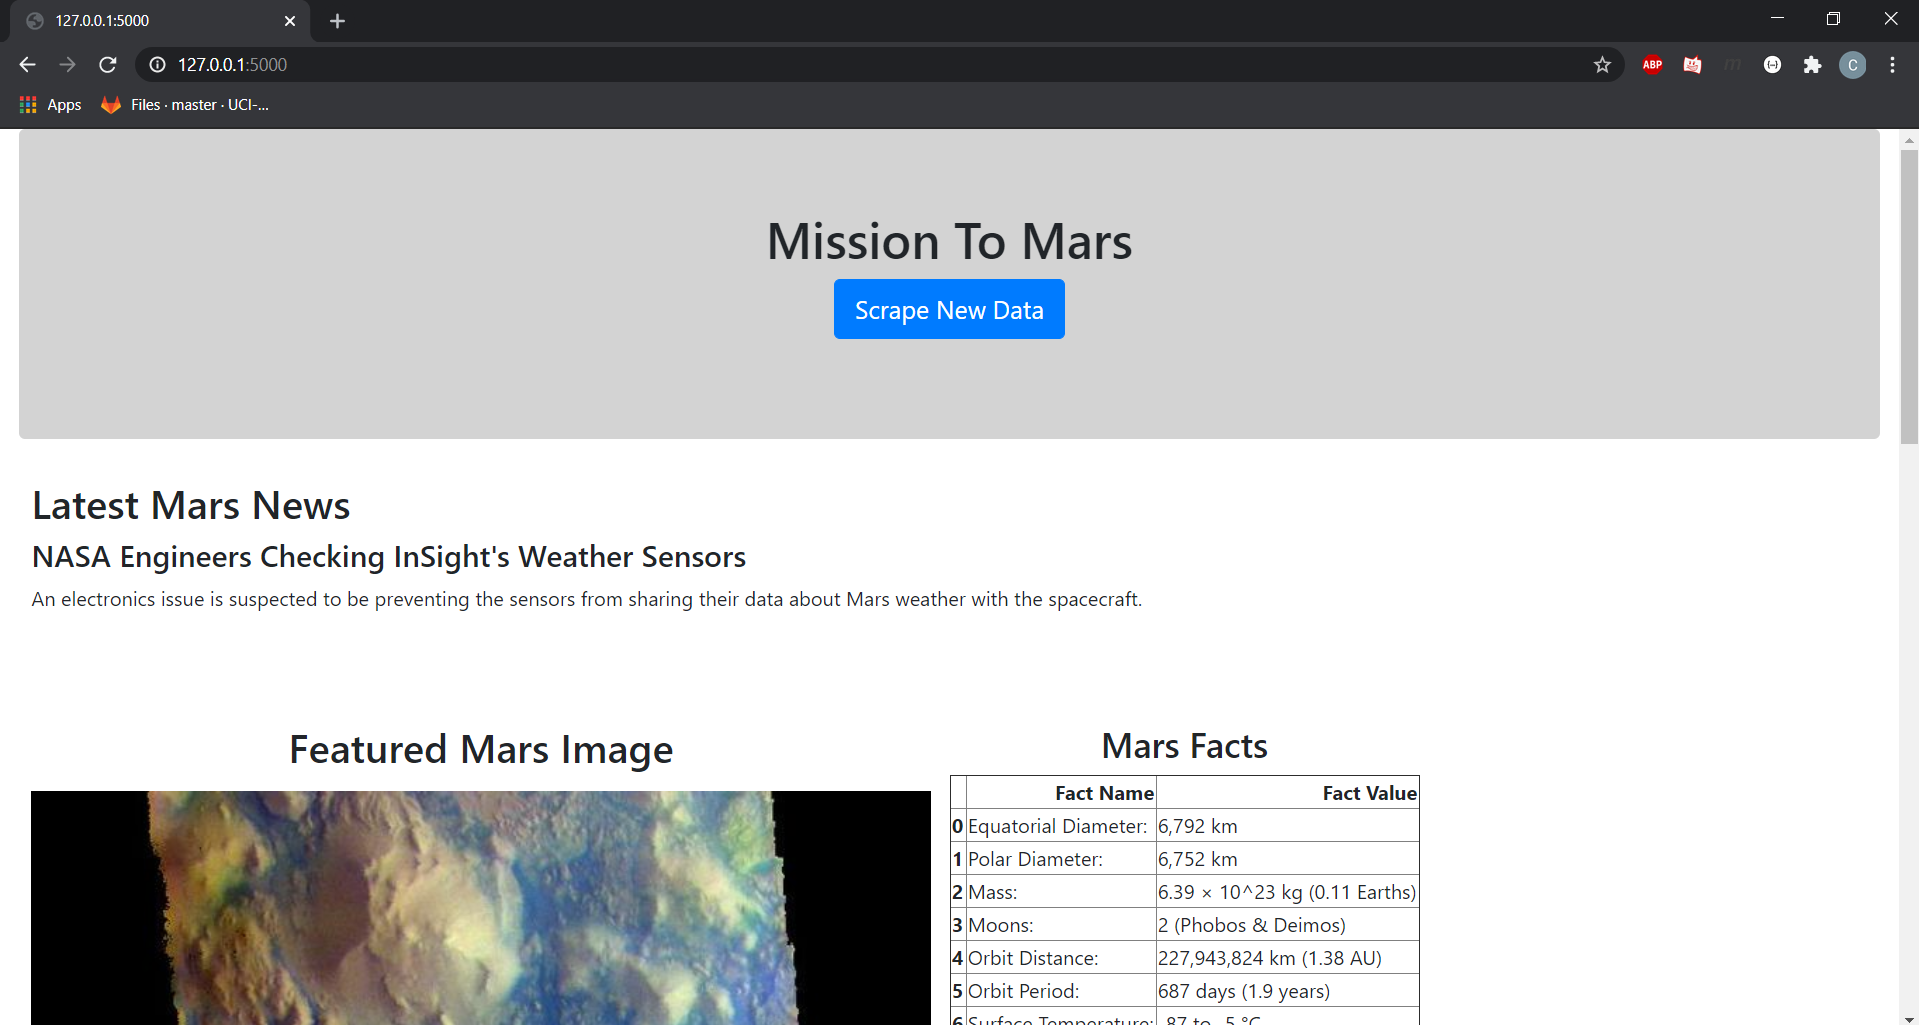 127.0.0.1:5000
127.0.0.1:5000
ABP
C
Apps
Files · master · UCI-...
Mission To Mars
Scrape New Data
Latest Mars News
NASA Engineers Checking InSight's Weather Sensors
An electronics issue is suspected to be preventing the sensors from sharing their data about Mars weather with the spacecraft.
Featured Mars Image
Mars Facts
Fact Name Fact Value
0 Equatorial Diameter: 6,792 km
1 Polar Diameter: 6,752 km
2 Mass: 6.39 × 10^23 kg (0.11 Earths)
3 Moons: 2 (Phobos & Deimos)
4 Orbit Distance: 227,943,824 km (1.38 AU)
5 Orbit Period: 687 days (1.9 years)
6 Surface Temperature: -87 to -5 °C